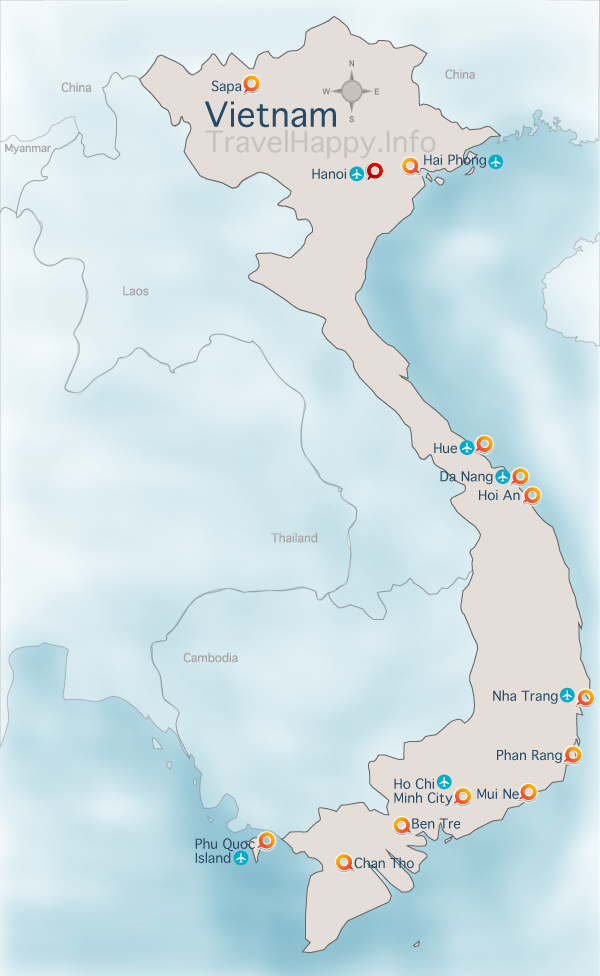 N
China
China
Sapa
W E
Vietnam
S
TravelHappy.Info
Myanmar
Hanoi
Hai Phong
Laos
Hue
Da Nang
Hoi An
Thailand
Cambodia
Nha Trang
Phan Rang
Ho Chi
Minh City
Mui Ne
Ben Tre
Phu Quoc
Island
Chan Tho